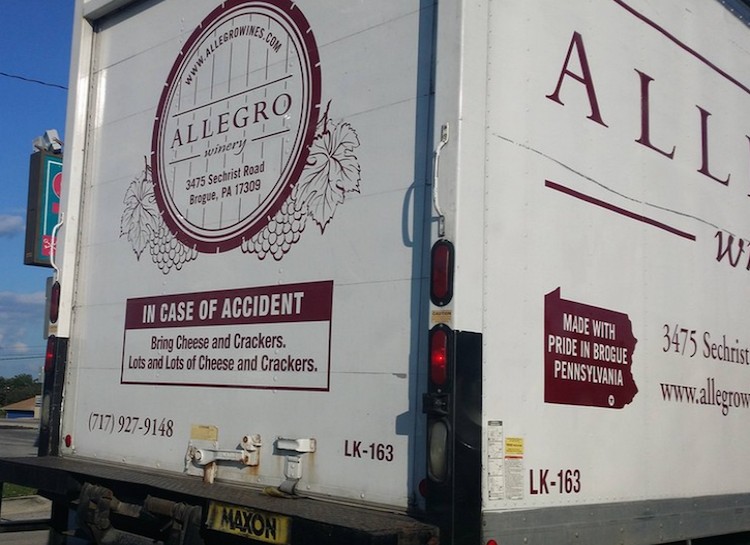 www.ALLEGROWINES.COM
ALLEGRO
winery
3475 Sechrist Road
Brogue, PA 17309
IN CASE OF ACCIDENT
Bring Cheese and Crackers.
Lots and Lots of Cheese and Crackers.
(717) 927-9148
LK-163
MAXON
ALL
wi
MADE WITH
PRIDE IN BROGUE
PENNSYLVANIA
3475 Sechrist
www.allegrow
LK-163